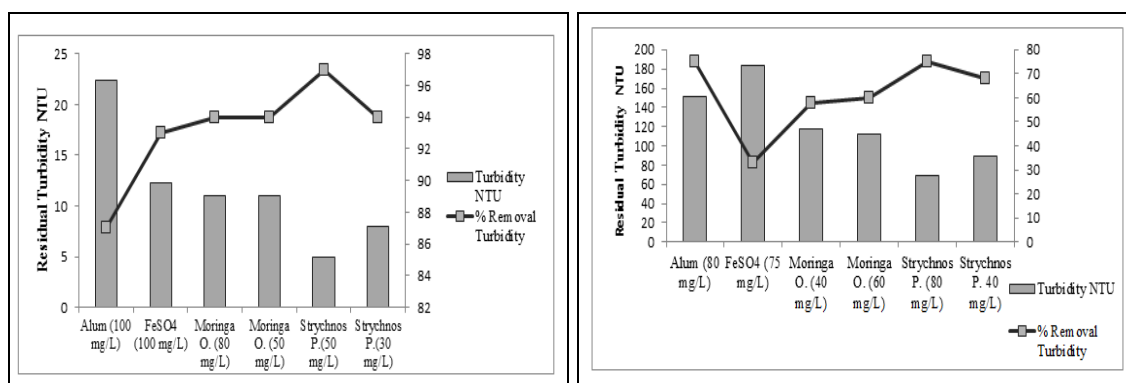 Residual Turbidity NTU
25
20
15
10
5
0
98
96
94
92
90
88
86
84
82
Alum (100 mg/L)
FeSO4 (100 mg/L)
Moringa O. (80 mg/L)
Moringa O. (50 mg/L)
Strychnos P.(50 mg/L)
Strychnos P.(30 mg/L)
Turbidity
NTU
% Removal
Turbidity
Residual Turbidity NTU
200
180
160
140
120
100
80
60
40
20
0
80
70
60
50
40
30
20
10
0
Alum (80 mg/L)
FeSO4 (75 mg/L)
Moringa O. (40 mg/L)
Moringa O. (60 mg/L)
Strychnos P. (80 mg/L)
Strychnos P. 40 mg/L)
Turbidity NTU
% Removal
Turbidity